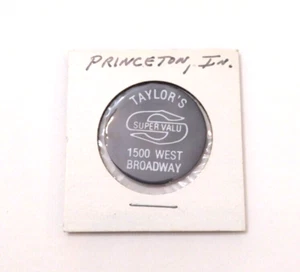 PRINCETON, IN.
TAYLOR'S
SUPER VALU
1500 WEST
BROADWAY